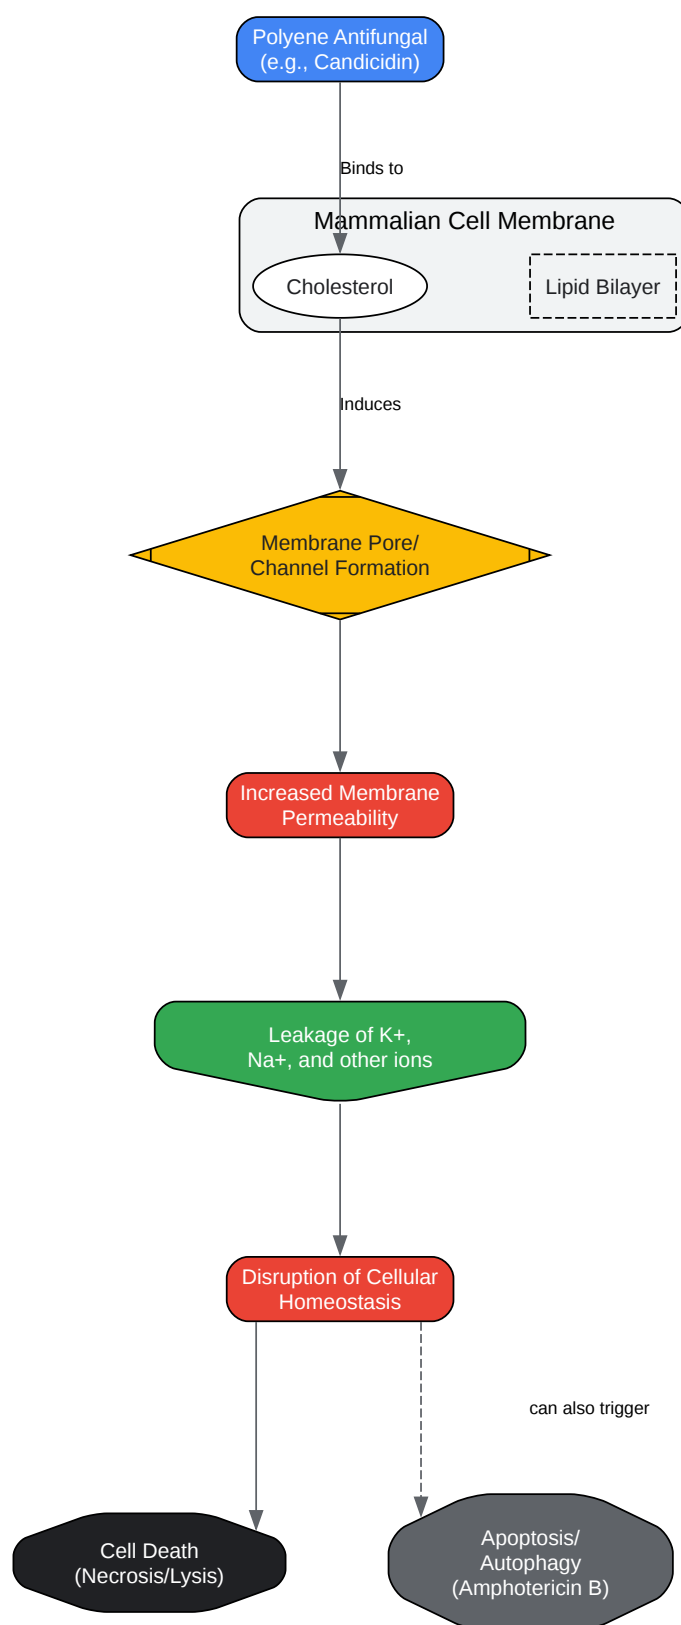 Polyene Antifungal
(e.g., Candicidin)
Binds to
Mammalian Cell Membrane
Cholesterol
Lipid Bilayer
Induces
Membrane Pore/
Channel Formation
Increased Membrane
Permeability
Leakage of K+,
Na+, and other ions
Disruption of Cellular
Homeostasis
can also trigger
Cell Death
(Necrosis/Lysis)
Apoptosis/
Autophagy
(Amphotericin B)